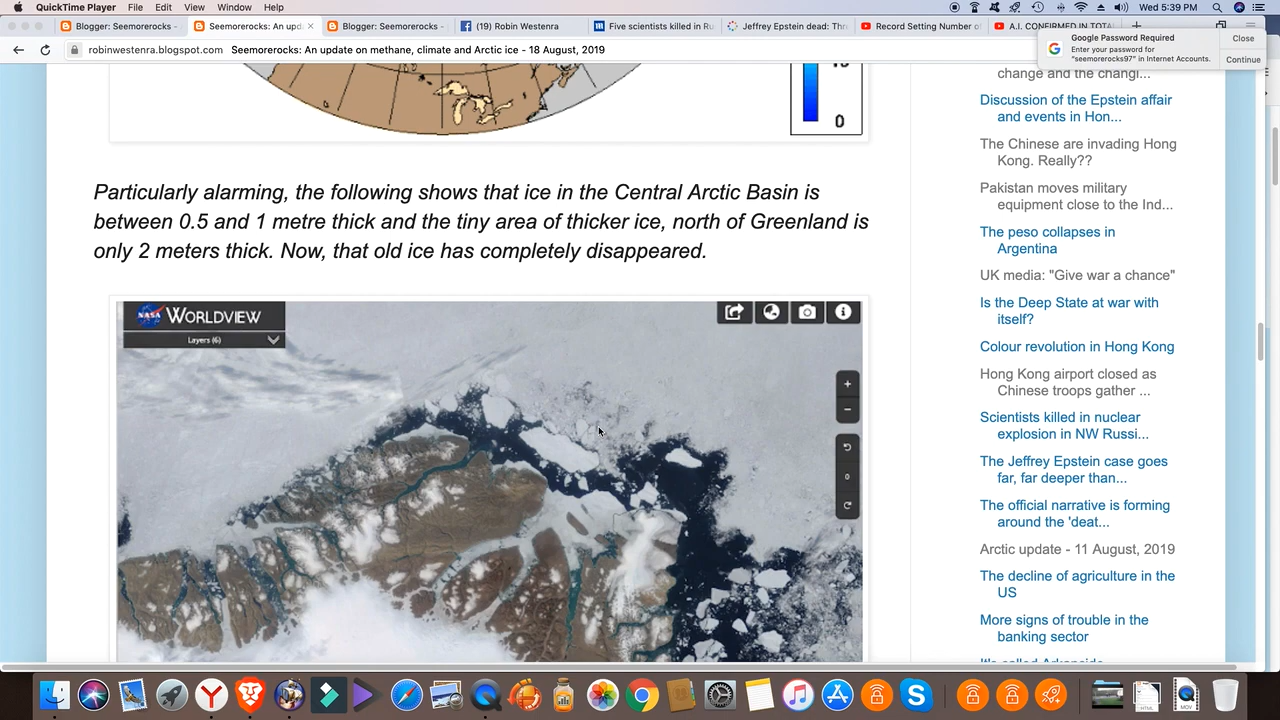 QuickTime Player File Edit View Window Help
Wed 5:39 PM
Blogger: Seemorerocks -
Seemorerocks: An upd
Blogger: Seemorerocks -
(19) Robin Westenra
Five scientists killed in Ru
Jeffrey Epstein dead: Thr
Record Setting Number o
A.I. CONFIRMED IN TOTA
robinwestenra.blogspot.com Seemorerocks: An update on methane, climate and Arctic ice - 18 August, 2019
Google Password Required
Enter your password for
"seemorerocks97" in Internet Accounts.
Close
Continue
0
Particularly alarming, the following shows that ice in the Central Arctic Basin is
between 0.5 and 1 metre thick and the tiny area of thicker ice, north of Greenland is
only 2 meters thick. Now, that old ice has completely disappeared.
NASA WORLDVIEW
Layers (6)
0
change and the changi...
Discussion of the Epstein affair
and events in Hon...
The Chinese are invading Hong
Kong. Really??
Pakistan moves military
equipment close to the Ind...
The peso collapses in
Argentina
UK media: "Give war a chance"
Is the Deep State at war with
itself?
Colour revolution in Hong Kong
Hong Kong airport closed as
Chinese troops gather ...
Scientists killed in nuclear
explosion in NW Russi...
The Jeffrey Epstein case goes
far, far deeper than...
The official narrative is forming
around the 'deat...
Arctic update - 11 August, 2019
The decline of agriculture in the
US
More signs of trouble in the
banking sector